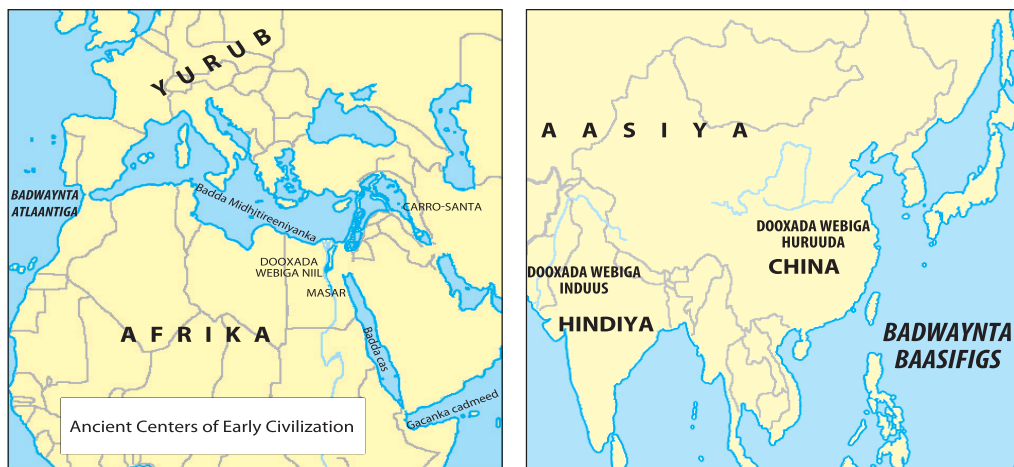 YURUB
BADWAYNTA
ATLAANTIGA
Badda Midhitireeniyanka
CARRO-SANTA
DOOXADA
WEBIGA NIIL
MASAR
AFRIKA
Badda cas
Gacanka cadmeed
Ancient Centers of Early Civilization
AASIYA
DOOXADA WEBIGA
HURUUDA
CHINA
DOOXADA WEBIGA
INDUUS
HINDIYA
BADWAYNTA
BAASIFIGS